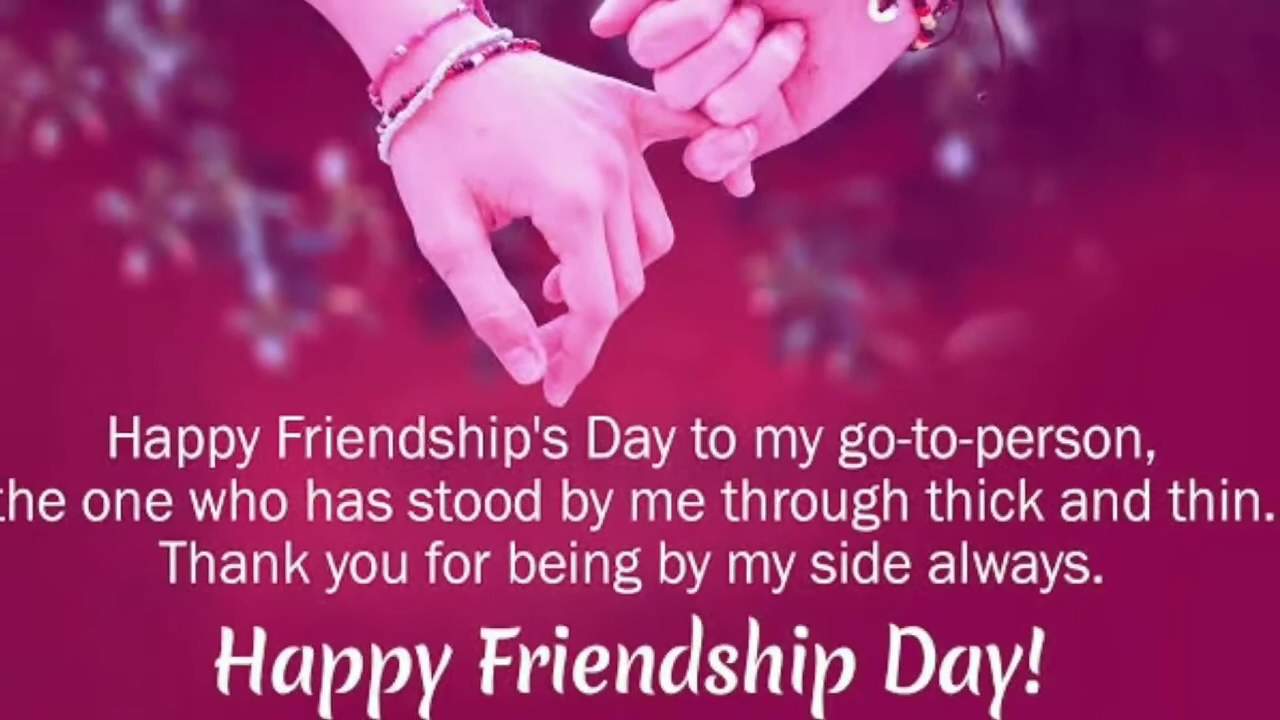 Happy Friendship's Day to my go-to-person,
the one who has stood by me through thick and thin.
Thank you for being by my side always.
Happy Friendship Day!